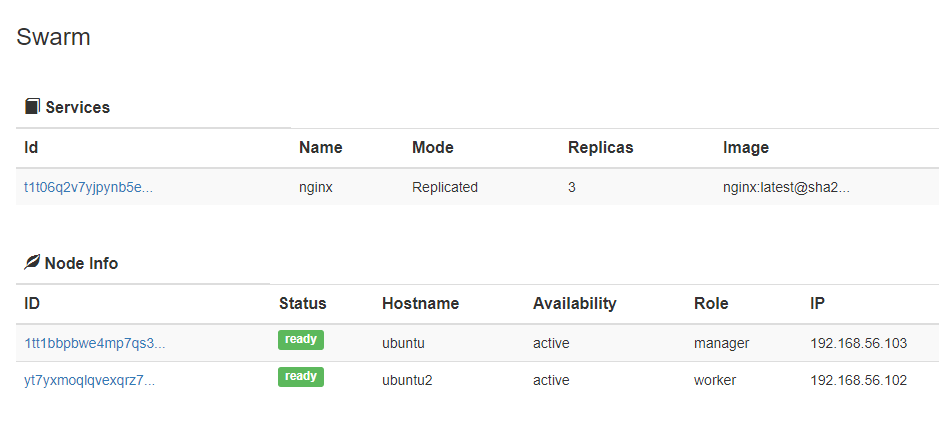 Swarm
Services
Id Name Mode Replicas Image
t1t06q2v7yjpynb5e... nginx Replicated 3 nginx:latest@sha2...
Node Info
ID Status Hostname Availability Role IP
1tt1bbpbwe4mp7qs3... ready ubuntu active manager 192.168.56.103
yt7yxmoqlqvexqrz7... ready ubuntu2 active worker 192.168.56.102